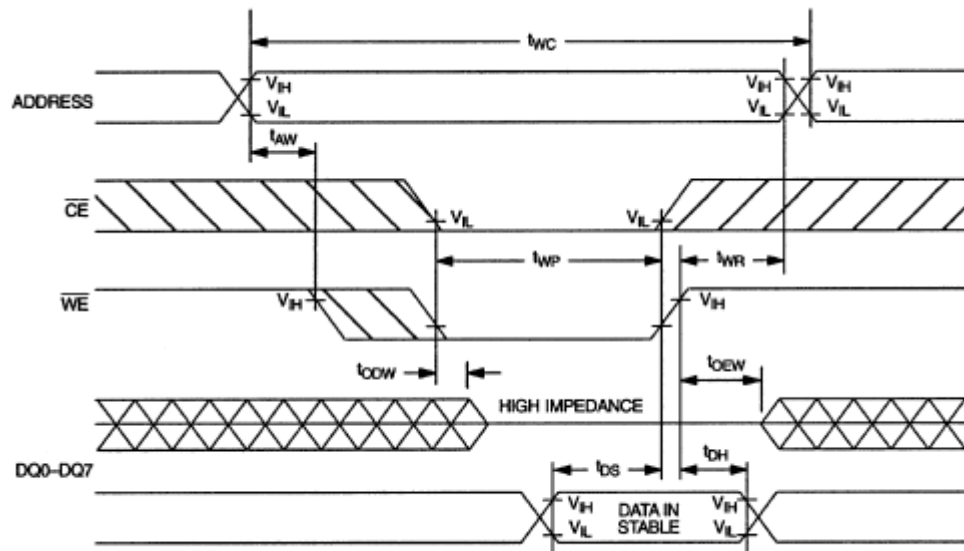 tWC
ADDRESS
VIH
VIL
VIH
VIL
VIH
VIL
tAW
CE
VIL
VIL
tWP
tWR
WE
VIH
VIH
tODW
tOEW
HIGH IMPEDANCE
DQ0–DQ7
tDS
tDH
VIH
VIL
DATA IN
STABLE
VIH
VIL